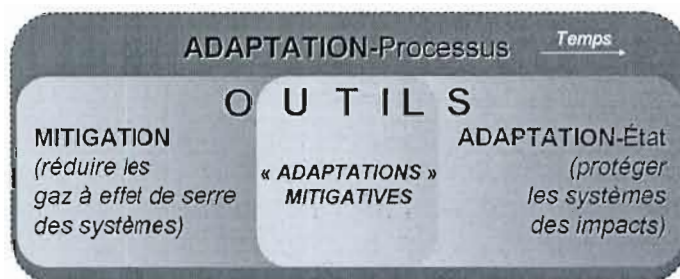 ADAPTATION-Processus Temps
O U T I L S
MITIGATION
(réduire les
gaz à effet de serre
des systèmes)
« ADAPTATIONS »
MITIGATIVES
ADAPTATION-État
(protéger
les systèmes
des impacts)